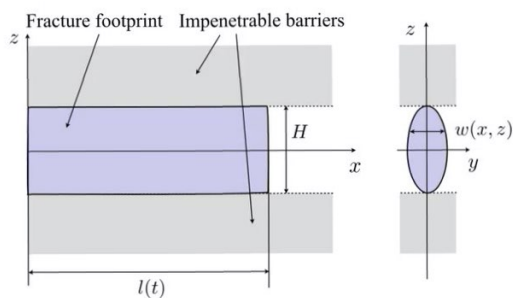 Fracture footprint Impenetrable barriers
z
z
H
w(x, z)
x
y
l(t)